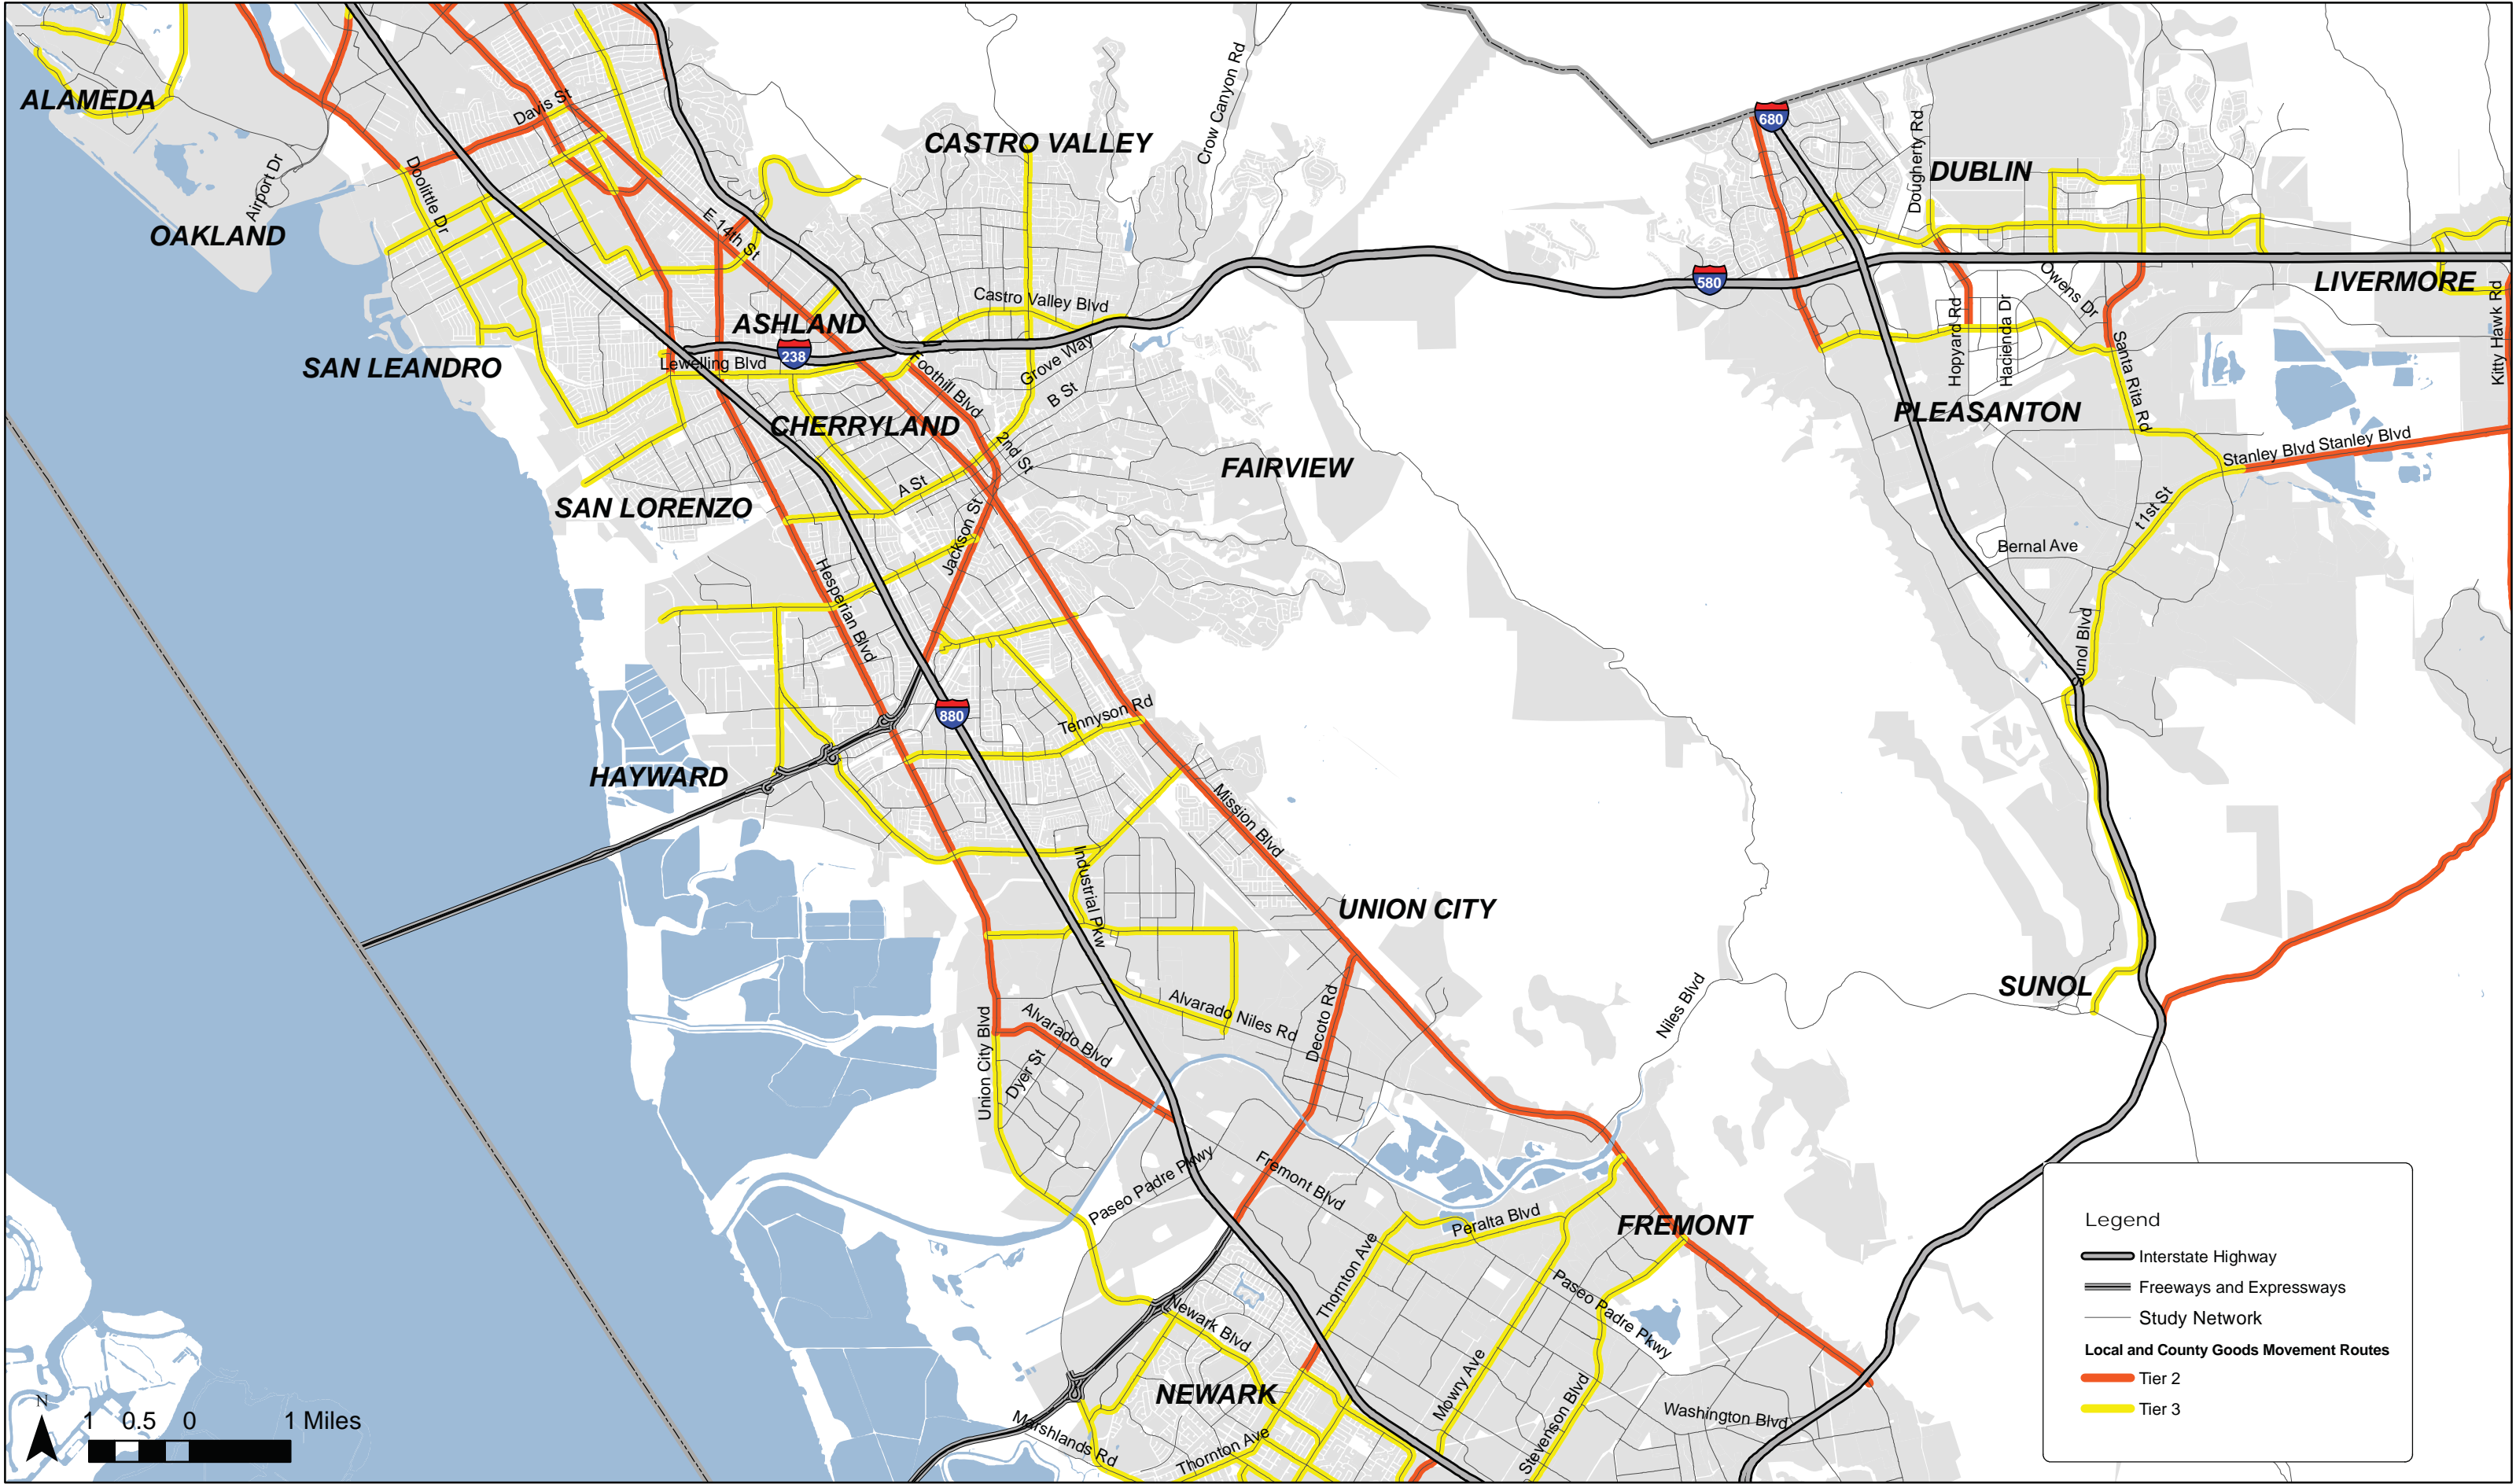 ALAMEDA
Davis St
CASTRO VALLEY
Crow Canyon Rd
680
Dougherty Rd
DUBLIN
Airport Dr
Doolittle Dr
OAKLAND
E 14th St
580
Owens Dr
LIVERMORE
Castro Valley Blvd
ASHLAND
238
Lewelling Blvd
SAN LEANDRO
Foothill Blvd
Grove Way
B St
Hopyard Rd
Hacienda Dr
Santa Rita Rd
Kitty Hawk Rd
CHERRYLAND
PLEASANTON
2nd St
FAIRVIEW
Stanley Blvd
Stanley Blvd
A St
SAN LORENZO
Jackson St
t 1st St
Bernal Ave
Hesperian Blvd
Sunol Blvd
880
Tennyson Rd
HAYWARD
Mission Blvd
Industrial Pkw
UNION CITY
SUNOL
Alvarado Niles Rd
Decoto Rd
Niles Blvd
Union City Blvd
Alvarado Blvd
Dyer St
Paseo Padre Pkwy
Fremont Blvd
Peralta Blvd
FREMONT
Thornton Ave
Paseo Padre Pkwy
Newark Blvd
Mowry Ave
Stevenson Blvd
NEWARK
Washington Blvd
Marshlands Rd
Thornton Ave
Legend
Interstate Highway
Freeways and Expressways
Study Network
Local and County Goods Movement Routes
Tier 2
Tier 3
N
1 0.5 0 1 Miles